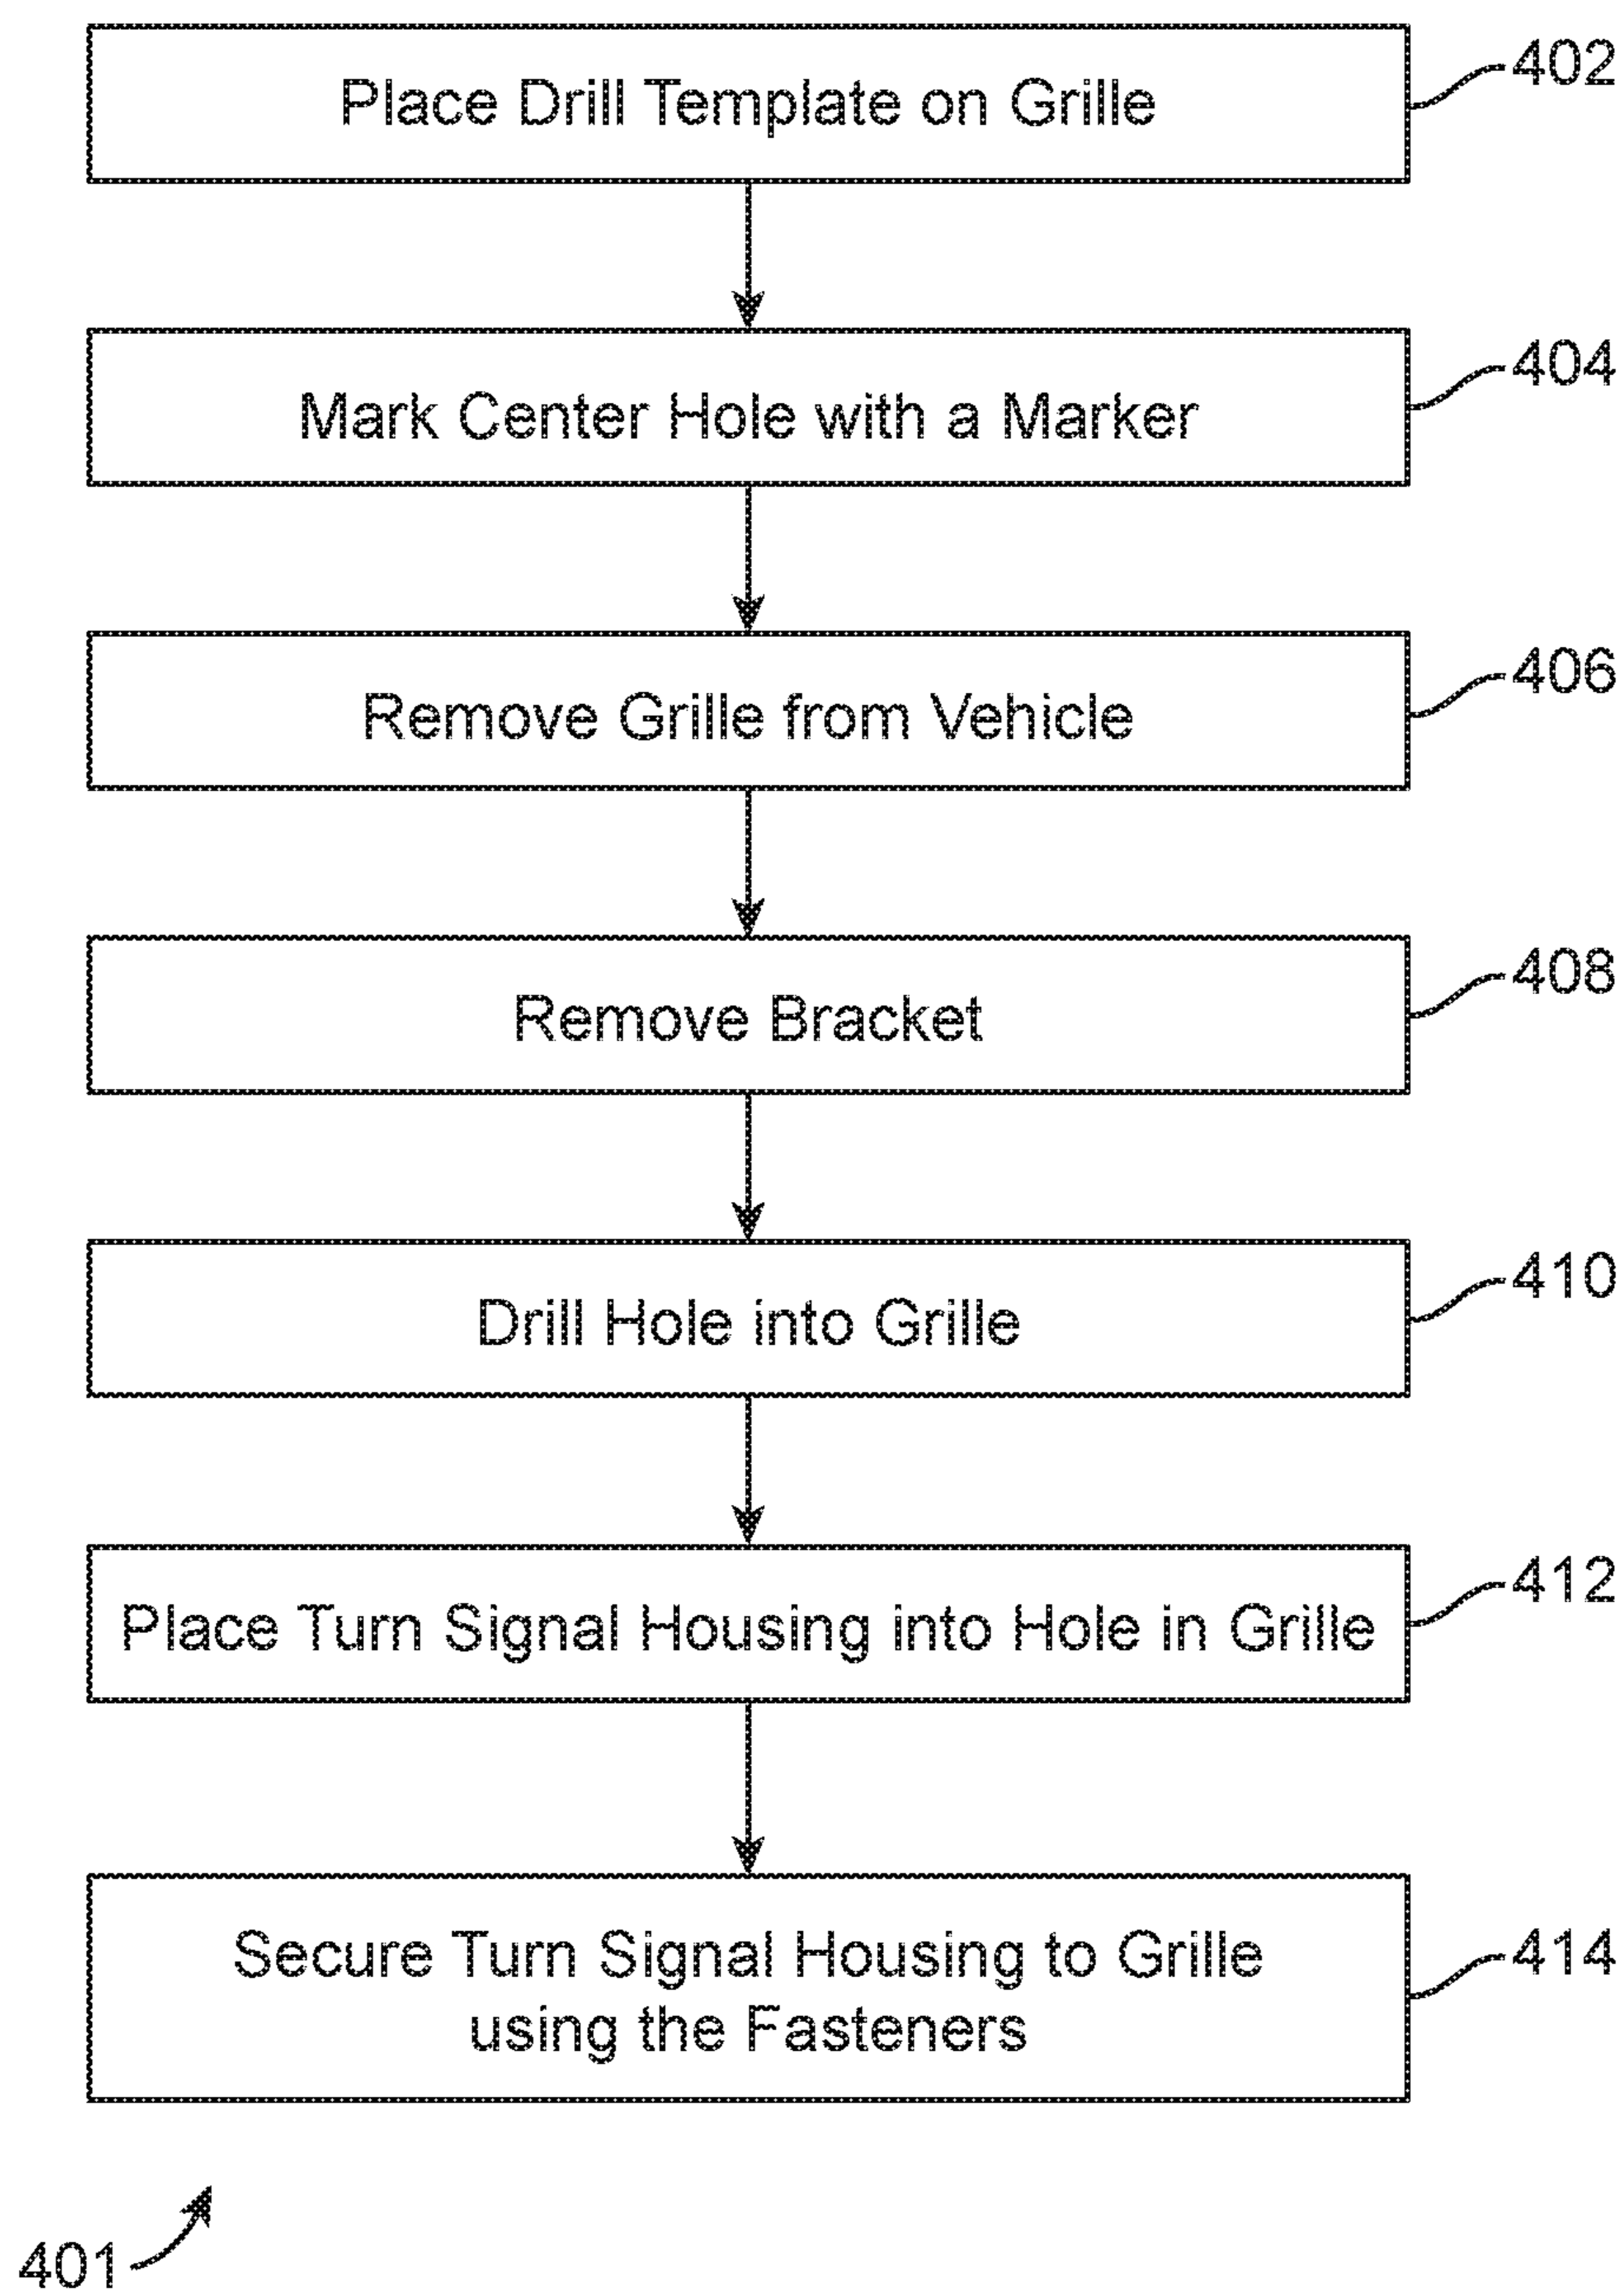 Place Drill Template on Grille
402
Mark Center Hole with a Marker
404
Remove Grille from Vehicle
406
Remove Bracket
408
Drill Hole into Grille
410
Place Turn Signal Housing into Hole in Grille
412
Secure Turn Signal Housing to Grille
using the Fasteners
414
401